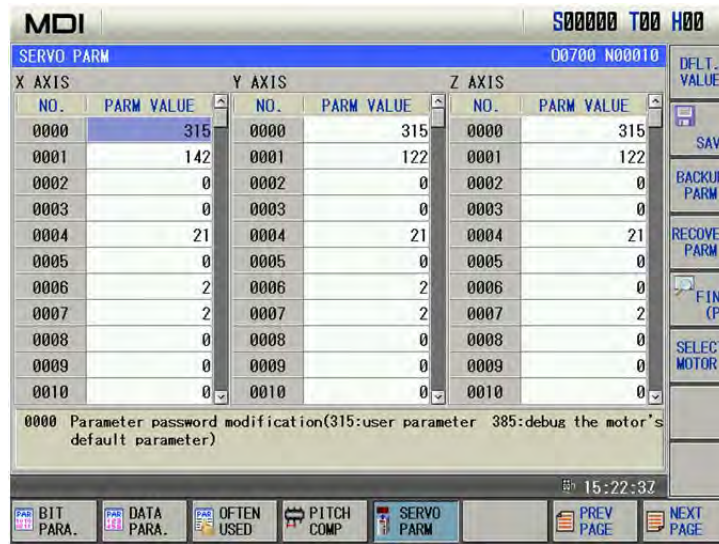 MDI
S00000 T00 H00
SERVO PARM
O0700 N00010
X AXIS Y AXIS Z AXIS
NO. PARM VALUE NO. PARM VALUE NO. PARM VALUE
0000 315 0000 315 0000 315
0001 142 0001 122 0001 122
0002 0 0002 0 0002 0
0003 0 0003 0 0003 0
0004 21 0004 21 0004 21
0005 0 0005 0 0005 0
0006 2 0006 2 0006 2
0007 2 0007 2 0007 2
0008 0 0008 0 0008 0
0009 0 0009 0 0009 0
0010 0 0010 0 0010 0
0000 Parameter password modification(315:user parameter 385:debug the motor's
default parameter)
15:22:37
DFLT.
VALUE
SAV
BACKU
PARM
RECOVE
PARM
FIN
(P
SELEC
MOTOR
BIT
PARA.
DATA
PARA.
OFTEN
USED
PITCH
COMP
SERVO
PARM
PREV
PAGE
NEXT
PAGE